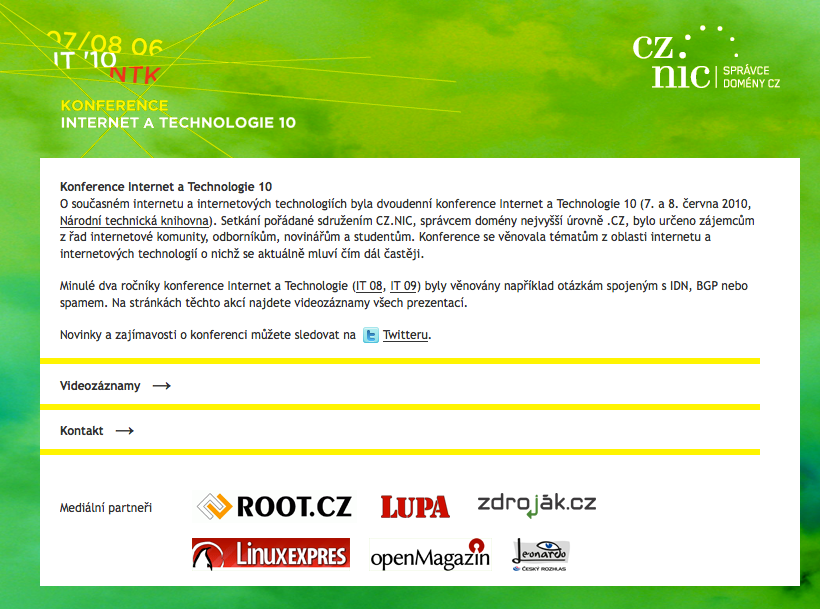 07/08 06
IT '10
NTK
KONFERENCE
INTERNET A TECHNOLOGIE 10
cz.
nic
SPRÁVCE
DOMÉNY CZ
Konference Internet a Technologie 10
O současném internetu a internetových technologiích byla dvoudenní konference Internet a Technologie 10 (7. a 8. června 2010,
Národní technická knihovna). Setkání pořádané sdružením CZ.NIC, správcem domény nejvyšší úrovně .CZ, bylo určeno zájemcům
z řad internetové komunity, odborníkům, novinářům a studentům. Konference se věnovala tématům z oblasti internetu a
internetových technologií o nichž se aktuálně mluví čím dál častěji.
Minulé dva ročníky konference Internet a Technologie (IT 08, IT 09) byly věnovány například otázkám spojeným s IDN, BGP nebo
spamem. Na stránkách těchto akcí najdete videozáznamy všech prezentací.
Novinky a zajímavosti o konferenci můžete sledovat na Twitteru.
Videozáznamy →
Kontakt →
Mediální partneři
ROOT.CZ
LUPA
zdroják.cz
LINUXEXPRES
openMagazin
Leonardo
ČESKÝ ROZHLAS